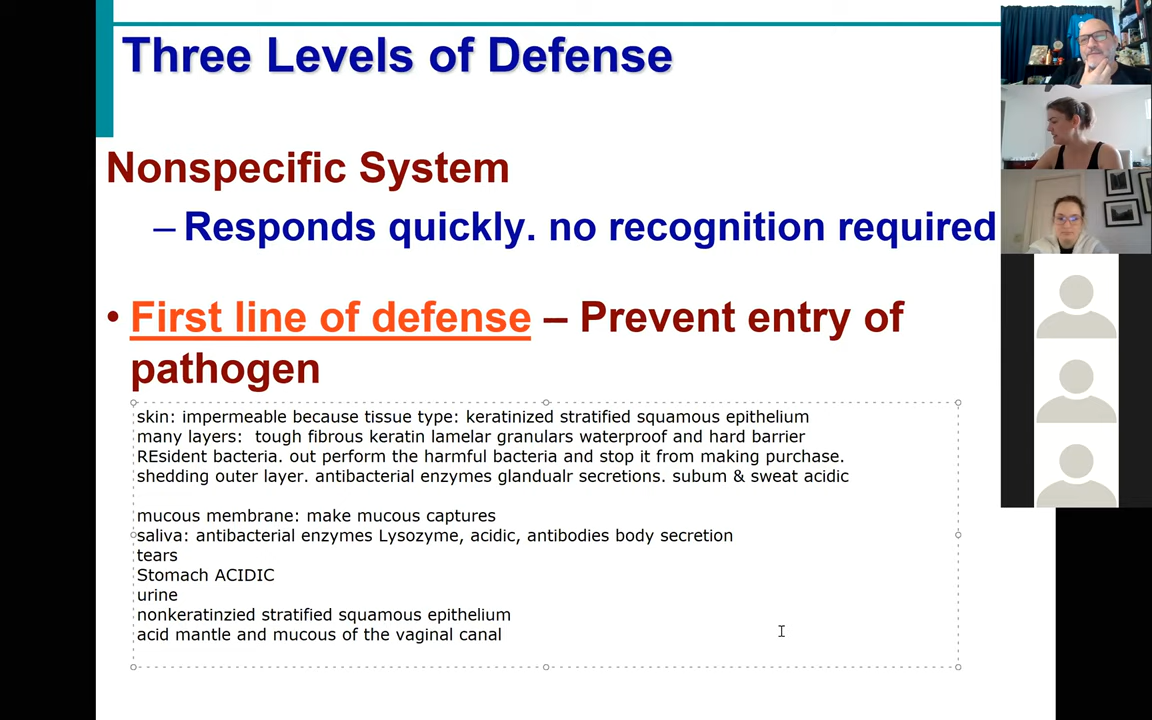 Three Levels of Defense
Nonspecific System
– Responds quickly. no recognition required
• First line of defense – Prevent entry of
pathogen
skin: impermeable because tissue type: keratinized stratified squamous epithelium
many layers:  tough fibrous keratin lamelar granulars waterproof and hard barrier
REsident bacteria. out perform the harmful bacteria and stop it from making purchase.
shedding outer layer. antibacterial enzymes glandualr secretions. subum & sweat acidic
mucous membrane: make mucous captures
saliva: antibacterial enzymes Lysozyme, acidic, antibodies body secretion
tears
Stomach ACIDIC
urine
nonkeratinzied stratified squamous epithelium
acid mantle and mucous of the vaginal canal